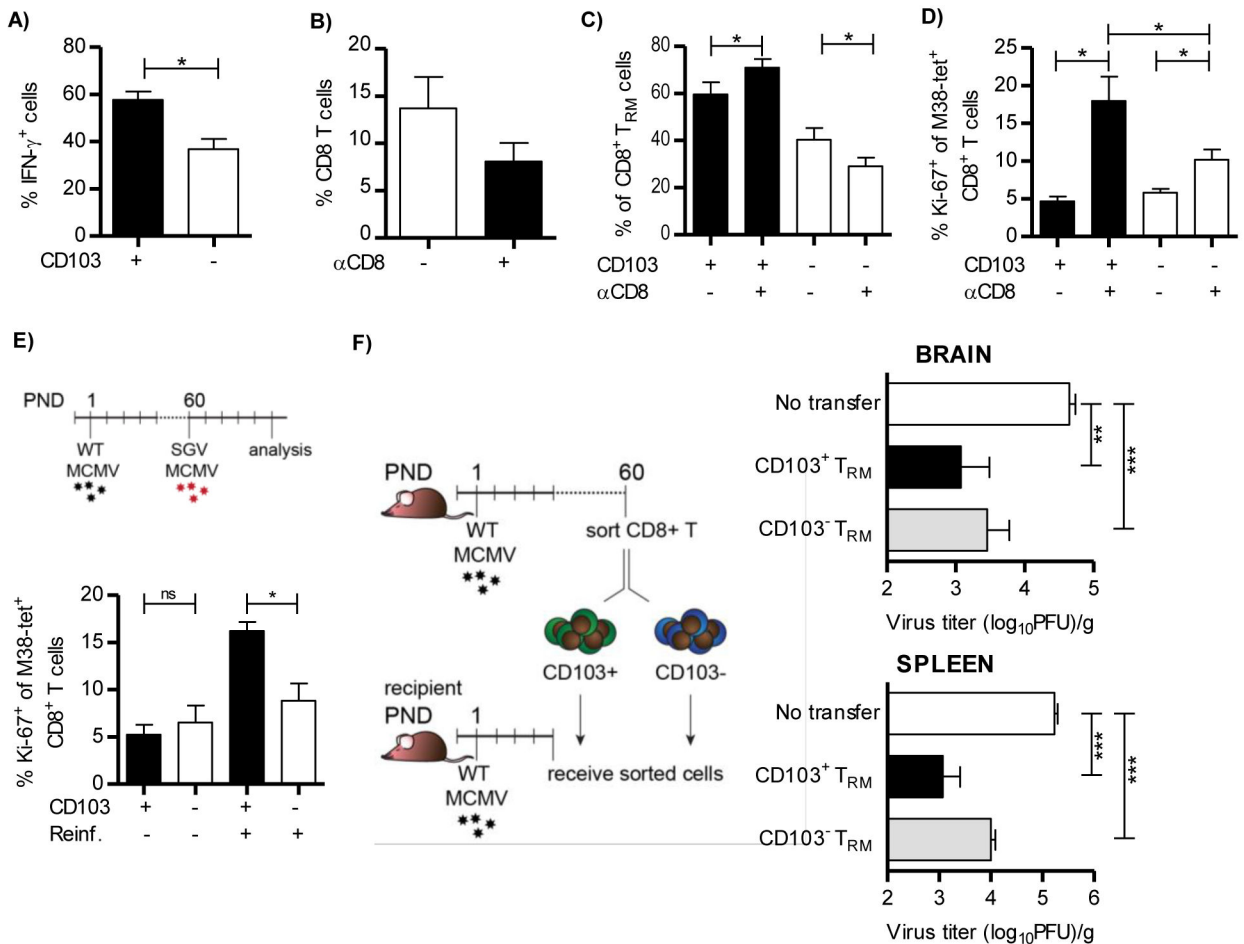 A)
% IFN-γ⁺ cells
80
60
40
20
0
*
CD103
+
-
B)
% CD8 T cells
20
15
10
5
0
αCD8
-
+
C)
% of CD8⁺ T_RM cells
80
60
40
20
0
*
*
CD103
+
+
-
-
αCD8
-
+
-
+
D)
% Ki-67⁺ of M38-tet⁺
CD8⁺ T cells
25
20
15
10
5
0
*
*
*
CD103
+
+
-
-
αCD8
-
+
-
+
E)
PND
1
60
WT
MCMV
SGV
MCMV
analysis
% Ki-67⁺ of M38-tet⁺
CD8⁺ T cells
20
15
10
5
0
ns
*
CD103
+
-
+
-
Reinf.
-
-
+
+
F)
PND
1
60
WT
MCMV
sort CD8+ T
CD103+
CD103-
recipient
PND
1
WT
MCMV
receive sorted cells
BRAIN
No transfer
CD103⁺ T_RM
CD103⁻ T_RM
**
***
2
3
4
5
Virus titer (log₁₀PFU)/g
SPLEEN
No transfer
CD103⁺ T_RM
CD103⁻ T_RM
***
***
2
3
4
5
6
Virus titer (log₁₀PFU)/g